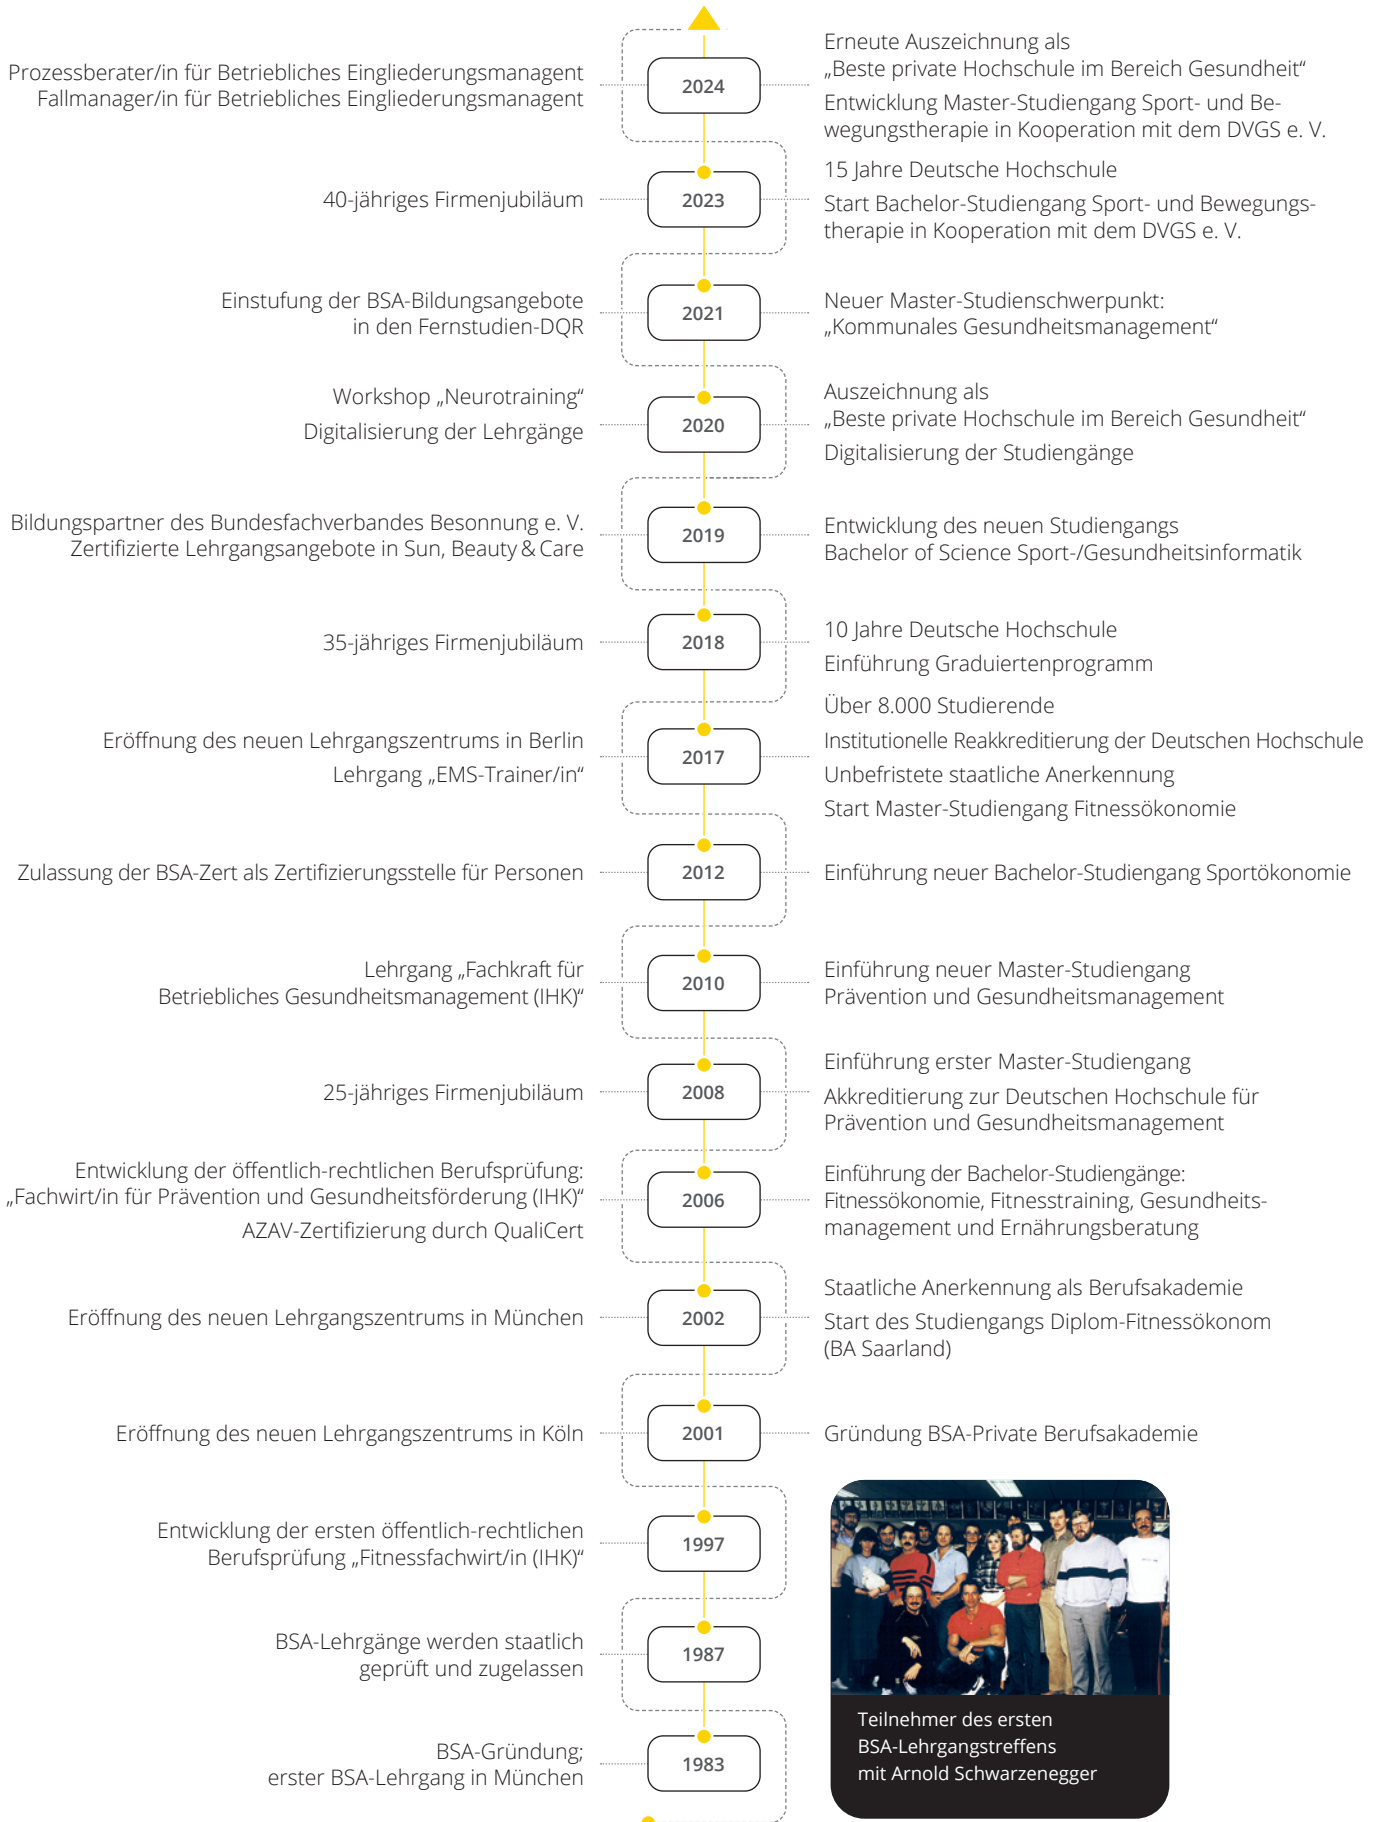 Prozessberater/in für Betriebliches Eingliederungsmanagent
Fallmanager/in für Betriebliches Eingliederungsmanagent
2024
Erneute Auszeichnung als
„Beste private Hochschule im Bereich Gesundheit“
Entwicklung Master-Studiengang Sport- und Be-
wegungstherapie in Kooperation mit dem DVGS e. V.
40-jähriges Firmenjubiläum
2023
15 Jahre Deutsche Hochschule
Start Bachelor-Studiengang Sport- und Bewegungs-
therapie in Kooperation mit dem DVGS e. V.
Einstufung der BSA-Bildungsangebote
in den Fernstudien-DQR
2021
Neuer Master-Studienschwerpunkt:
„Kommunales Gesundheitsmanagement“
Workshop „Neurotraining“
Digitalisierung der Lehrgänge
2020
Auszeichnung als
„Beste private Hochschule im Bereich Gesundheit“
Digitalisierung der Studiengänge
Bildungspartner des Bundesfachverbandes Besonnung e. V.
Zertifizierte Lehrgangsangebote in Sun, Beauty & Care
2019
Entwicklung des neuen Studiengangs
Bachelor of Science Sport-/Gesundheitsinformatik
35-jähriges Firmenjubiläum
2018
10 Jahre Deutsche Hochschule
Einführung Graduiertenprogramm
Eröffnung des neuen Lehrgangszentrums in Berlin
Lehrgang „EMS-Trainer/in“
2017
Über 8.000 Studierende
Institutionelle Reakkreditierung der Deutschen Hochschule
Unbefristete staatliche Anerkennung
Start Master-Studiengang Fitnessökonomie
Zulassung der BSA-Zert als Zertifizierungsstelle für Personen
2012
Einführung neuer Bachelor-Studiengang Sportökonomie
Lehrgang „Fachkraft für
Betriebliches Gesundheitsmanagement (IHK)“
2010
Einführung neuer Master-Studiengang
Prävention und Gesundheitsmanagement
25-jähriges Firmenjubiläum
2008
Einführung erster Master-Studiengang
Akkreditierung zur Deutschen Hochschule für
Prävention und Gesundheitsmanagement
Entwicklung der öffentlich-rechtlichen Berufsprüfung:
„Fachwirt/in für Prävention und Gesundheitsförderung (IHK)“
AZAV-Zertifizierung durch QualiCert
2006
Einführung der Bachelor-Studiengänge:
Fitnessökonomie, Fitnesstraining, Gesundheits-
management und Ernährungsberatung
Eröffnung des neuen Lehrgangszentrums in München
2002
Staatliche Anerkennung als Berufsakademie
Start des Studiengangs Diplom-Fitnessökonom
(BA Saarland)
Eröffnung des neuen Lehrgangszentrums in Köln
2001
Gründung BSA-Private Berufsakademie
Entwicklung der ersten öffentlich-rechtlichen
Berufsprüfung „Fitnessfachwirt/in (IHK)“
1997
BSA-Lehrgänge werden staatlich
geprüft und zugelassen
1987
BSA-Gründung;
erster BSA-Lehrgang in München
1983
Teilnehmer des ersten
BSA-Lehrgangstreffens
mit Arnold Schwarzenegger